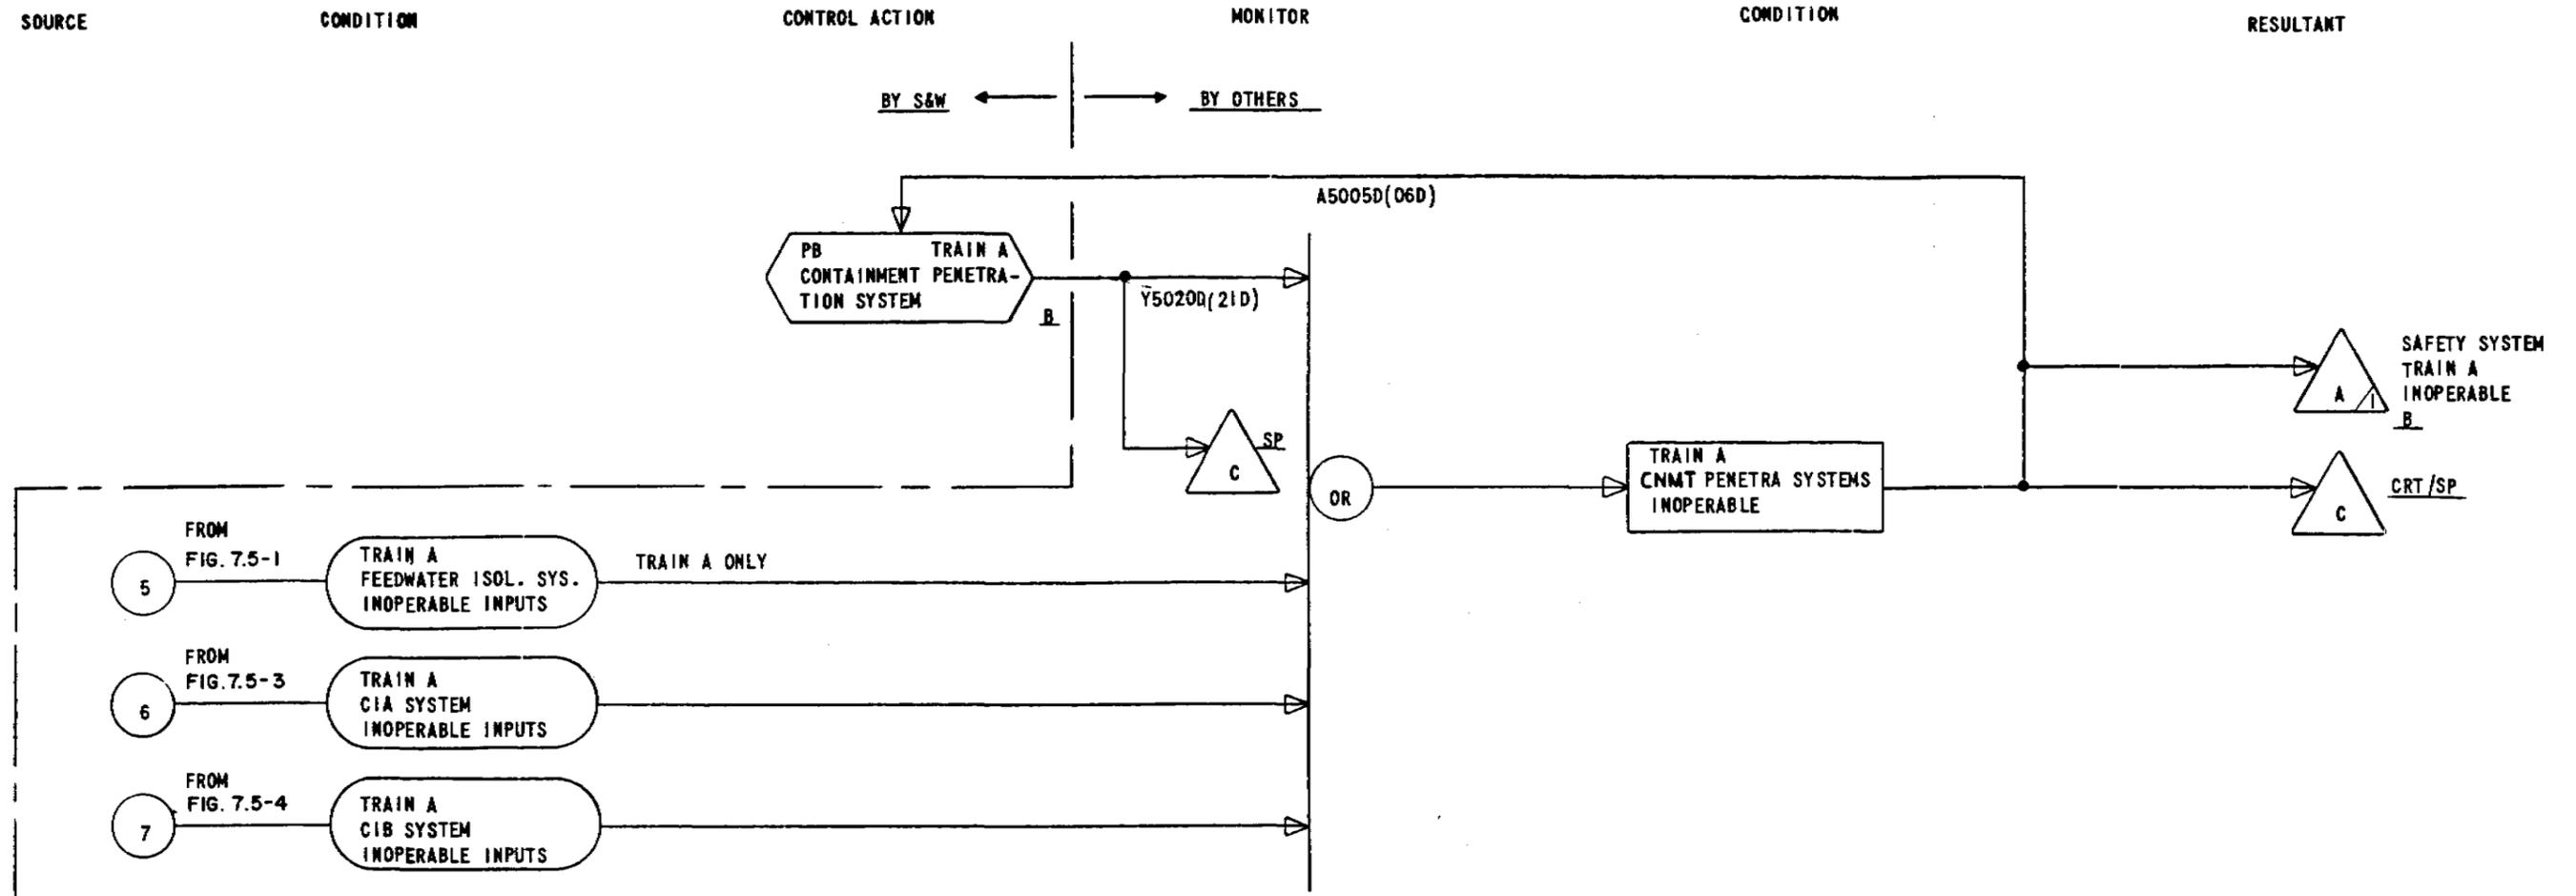 SOURCE
CONDITION
CONTROL ACTION
MONITOR
CONDITION
RESULTANT
BY S&W
BY OTHERS
A5005D(06D)
PB TRAIN A
CONTAINMENT PENETRA-
TION SYSTEM
B
Y5020D(21D)
SAFETY SYSTEM
TRAIN A
INOPERABLE
B
A
1
SP
C
OR
TRAIN A
CNMT PENETRA SYSTEMS
INOPERABLE
CRT/SP
C
FROM
FIG. 7.5-1
5
TRAIN A
FEEDWATER ISOL. SYS.
INOPERABLE INPUTS
TRAIN A ONLY
FROM
FIG.7.5-3
6
TRAIN A
CIA SYSTEM
INOPERABLE INPUTS
FROM
FIG. 7.5-4
7
TRAIN A
CIB SYSTEM
INOPERABLE INPUTS